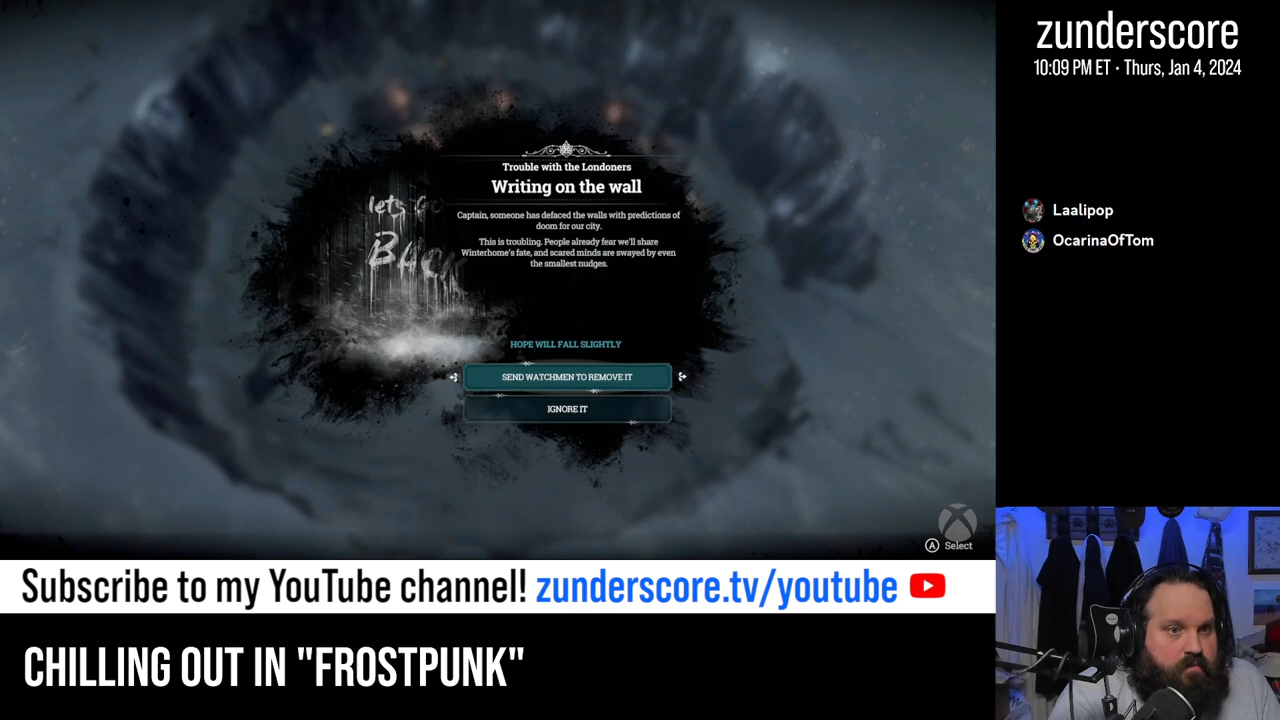 zunderscore
10:09 PM ET · Thurs, Jan 4, 2024
Trouble with the Londoners
Writing on the wall
lets Go
Back
Captain, someone has defaced the walls with predictions of
doom for our city.
This is troubling. People already fear we'll share
Winterhome's fate, and scared minds are swayed by even
the smallest nudges.
HOPE WILL FALL SLIGHTLY
SEND WATCHMEN TO REMOVE IT
IGNORE IT
A Select
Laalipop
OcarinaOfTom
Subscribe to my YouTube channel! zunderscore.tv/youtube
CHILLING OUT IN "FROSTPUNK"